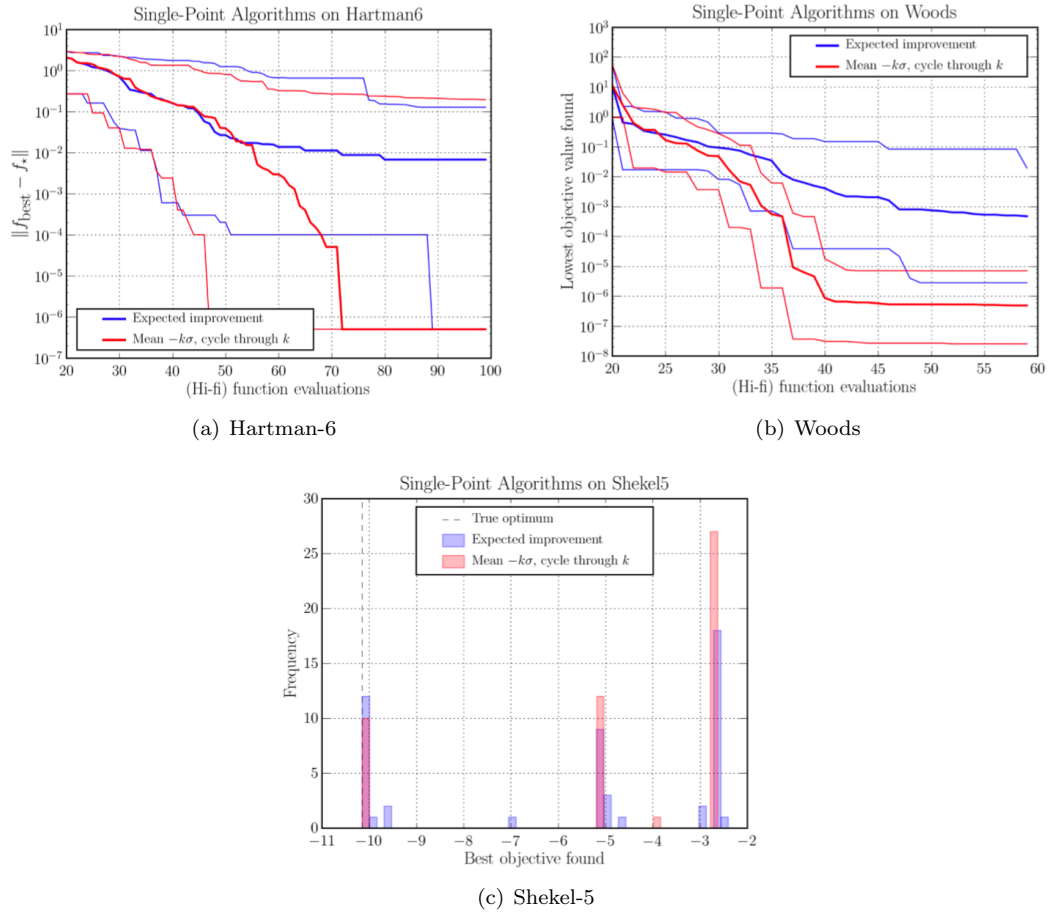 Single-Point Algorithms on Hartman6
10^1
10^0
10^-1
10^-2
10^-3
10^-4
10^-5
10^-6
10^-7
‖f_best − f_⋆‖
Expected improvement
Mean −kσ, cycle through k
20 30 40 50 60 70 80 90 100
(Hi-fi) function evaluations
(a) Hartman-6
Single-Point Algorithms on Woods
10^3
10^2
10^1
10^0
10^-1
10^-2
10^-3
10^-4
10^-5
10^-6
10^-7
10^-8
Lowest objective value found
Expected improvement
Mean −kσ, cycle through k
20 25 30 35 40 45 50 55 60
(Hi-fi) function evaluations
(b) Woods
Single-Point Algorithms on Shekel5
30
25
20
15
10
5
0
Frequency
True optimum
Expected improvement
Mean −kσ, cycle through k
−11 −10 −9 −8 −7 −6 −5 −4 −3 −2
Best objective found
(c) Shekel-5